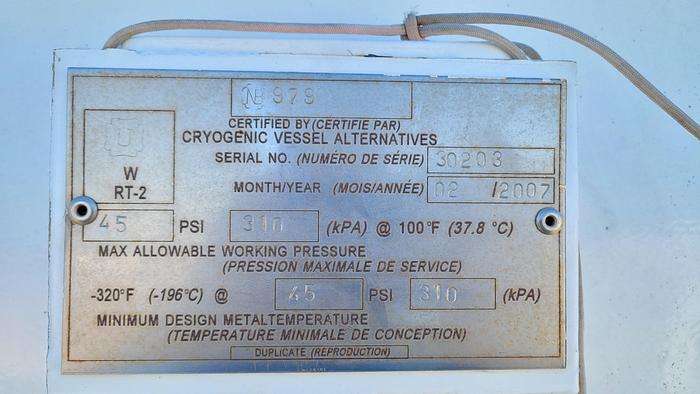 NB 979
CERTIFIED BY (CERTIFIE PAR)
CRYOGENIC VESSEL ALTERNATIVES
SERIAL NO. (NUMÉRO DE SÉRIE) 30203
U
W
RT-2
MONTH/YEAR (MOIS/ANNÉE) 02 /2007
45 PSI 310 (kPA) @ 100°F (37.8 °C)
MAX ALLOWABLE WORKING PRESSURE
(PRESSION MAXIMALE DE SERVICE)
-320°F (-196°C) @ 45 PSI 310 (kPA)
MINIMUM DESIGN METALTEMPERATURE
(TEMPERATURE MINIMALE DE CONCEPTION)
DUPLICATE (REPRODUCTION)